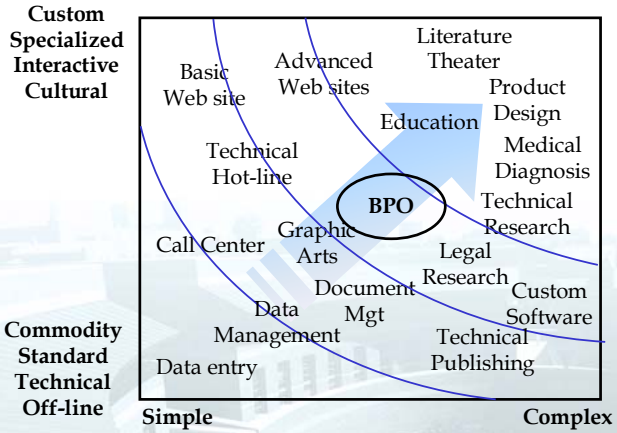 Custom
Specialized
Interactive
Cultural
Literature
Theater
Advanced
Web sites
Basic
Web site
Product
Design
Education
Medical
Diagnosis
Technical
Hot-line
BPO
Technical
Research
Call Center
Graphic
Arts
Legal
Research
Document
Mgt
Custom
Software
Data
Management
Technical
Publishing
Data entry
Commodity
Standard
Technical
Off-line
Simple
Complex